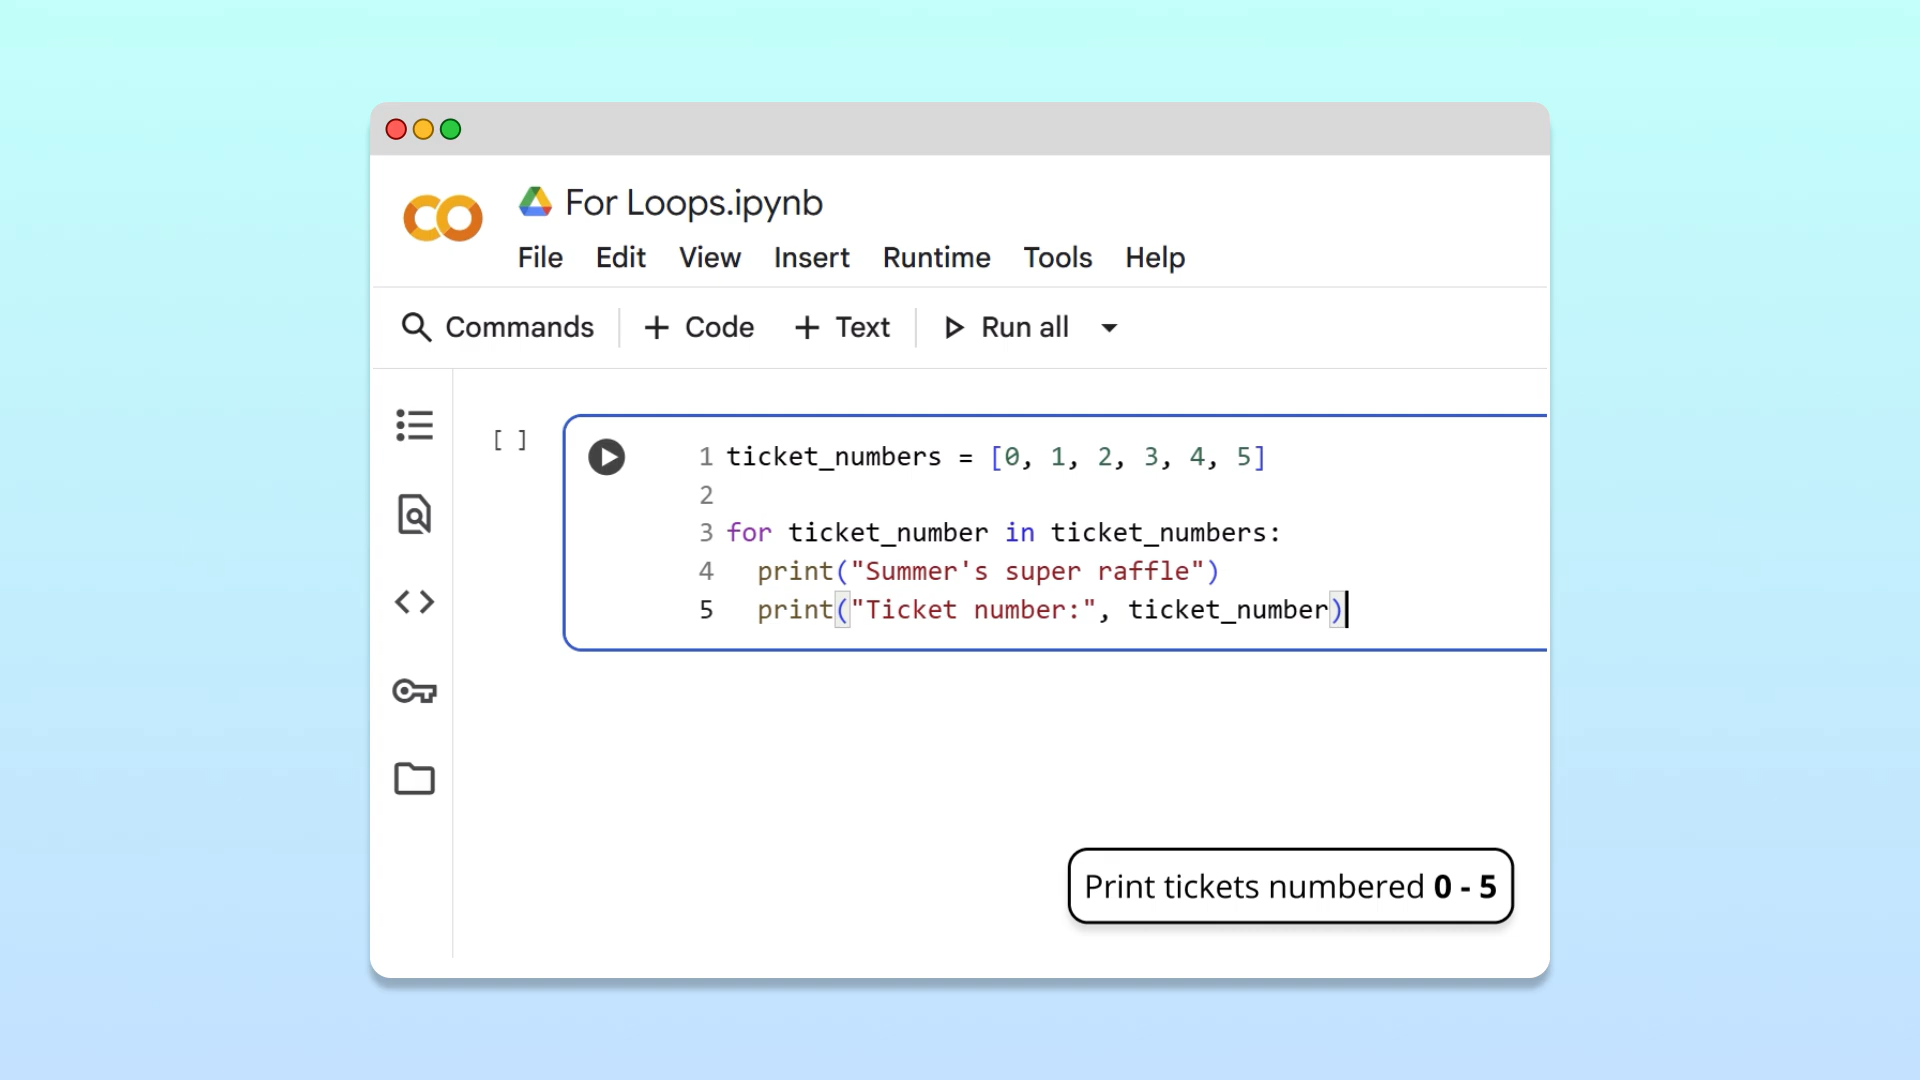 For Loops.ipynb
File Edit View Insert Runtime Tools Help
Commands + Code + Text Run all
[ ]
1 ticket_numbers = [0, 1, 2, 3, 4, 5]
2
3 for ticket_number in ticket_numbers:
4   print("Summer's super raffle")
5   print("Ticket number:", ticket_number)
Print tickets numbered 0 - 5